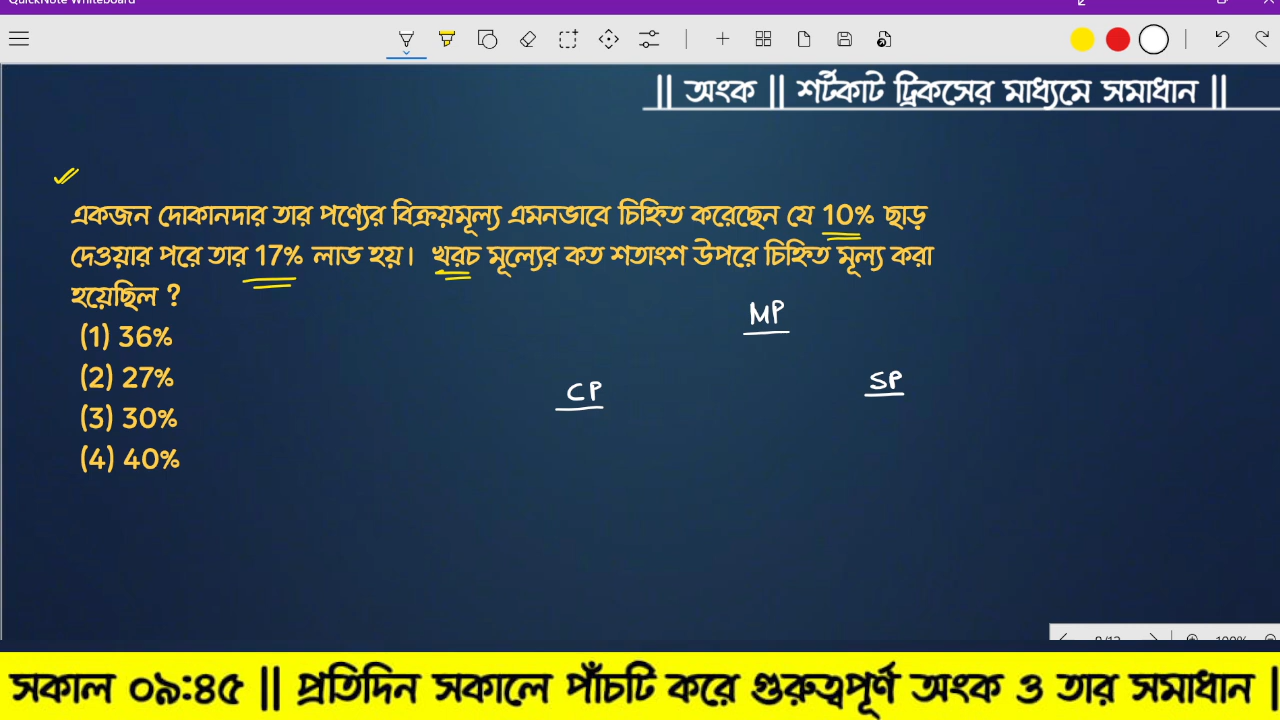 QuickNote Whiteboard
|| অংক || শর্টকাট ট্রিকসের মাধ্যমে সমাধান ||
একজন দোকানদার তার পণ্যের বিক্রয়মূল্য এমনভাবে চিহ্নিত করেছেন যে 10% ছাড়
দেওয়ার পরে তার 17% লাভ হয়। খরচ মূল্যের কত শতাংশ উপরে চিহ্নিত মূল্য করা
হয়েছিল ?
MP
(1) 36%
(2) 27%
CP SP
(3) 30%
(4) 40%
100%
সকাল ০৯:৪৫ || প্রতিদিন সকালে পাঁচটি করে গুরুত্বপূর্ণ অংক ও তার সমাধান |